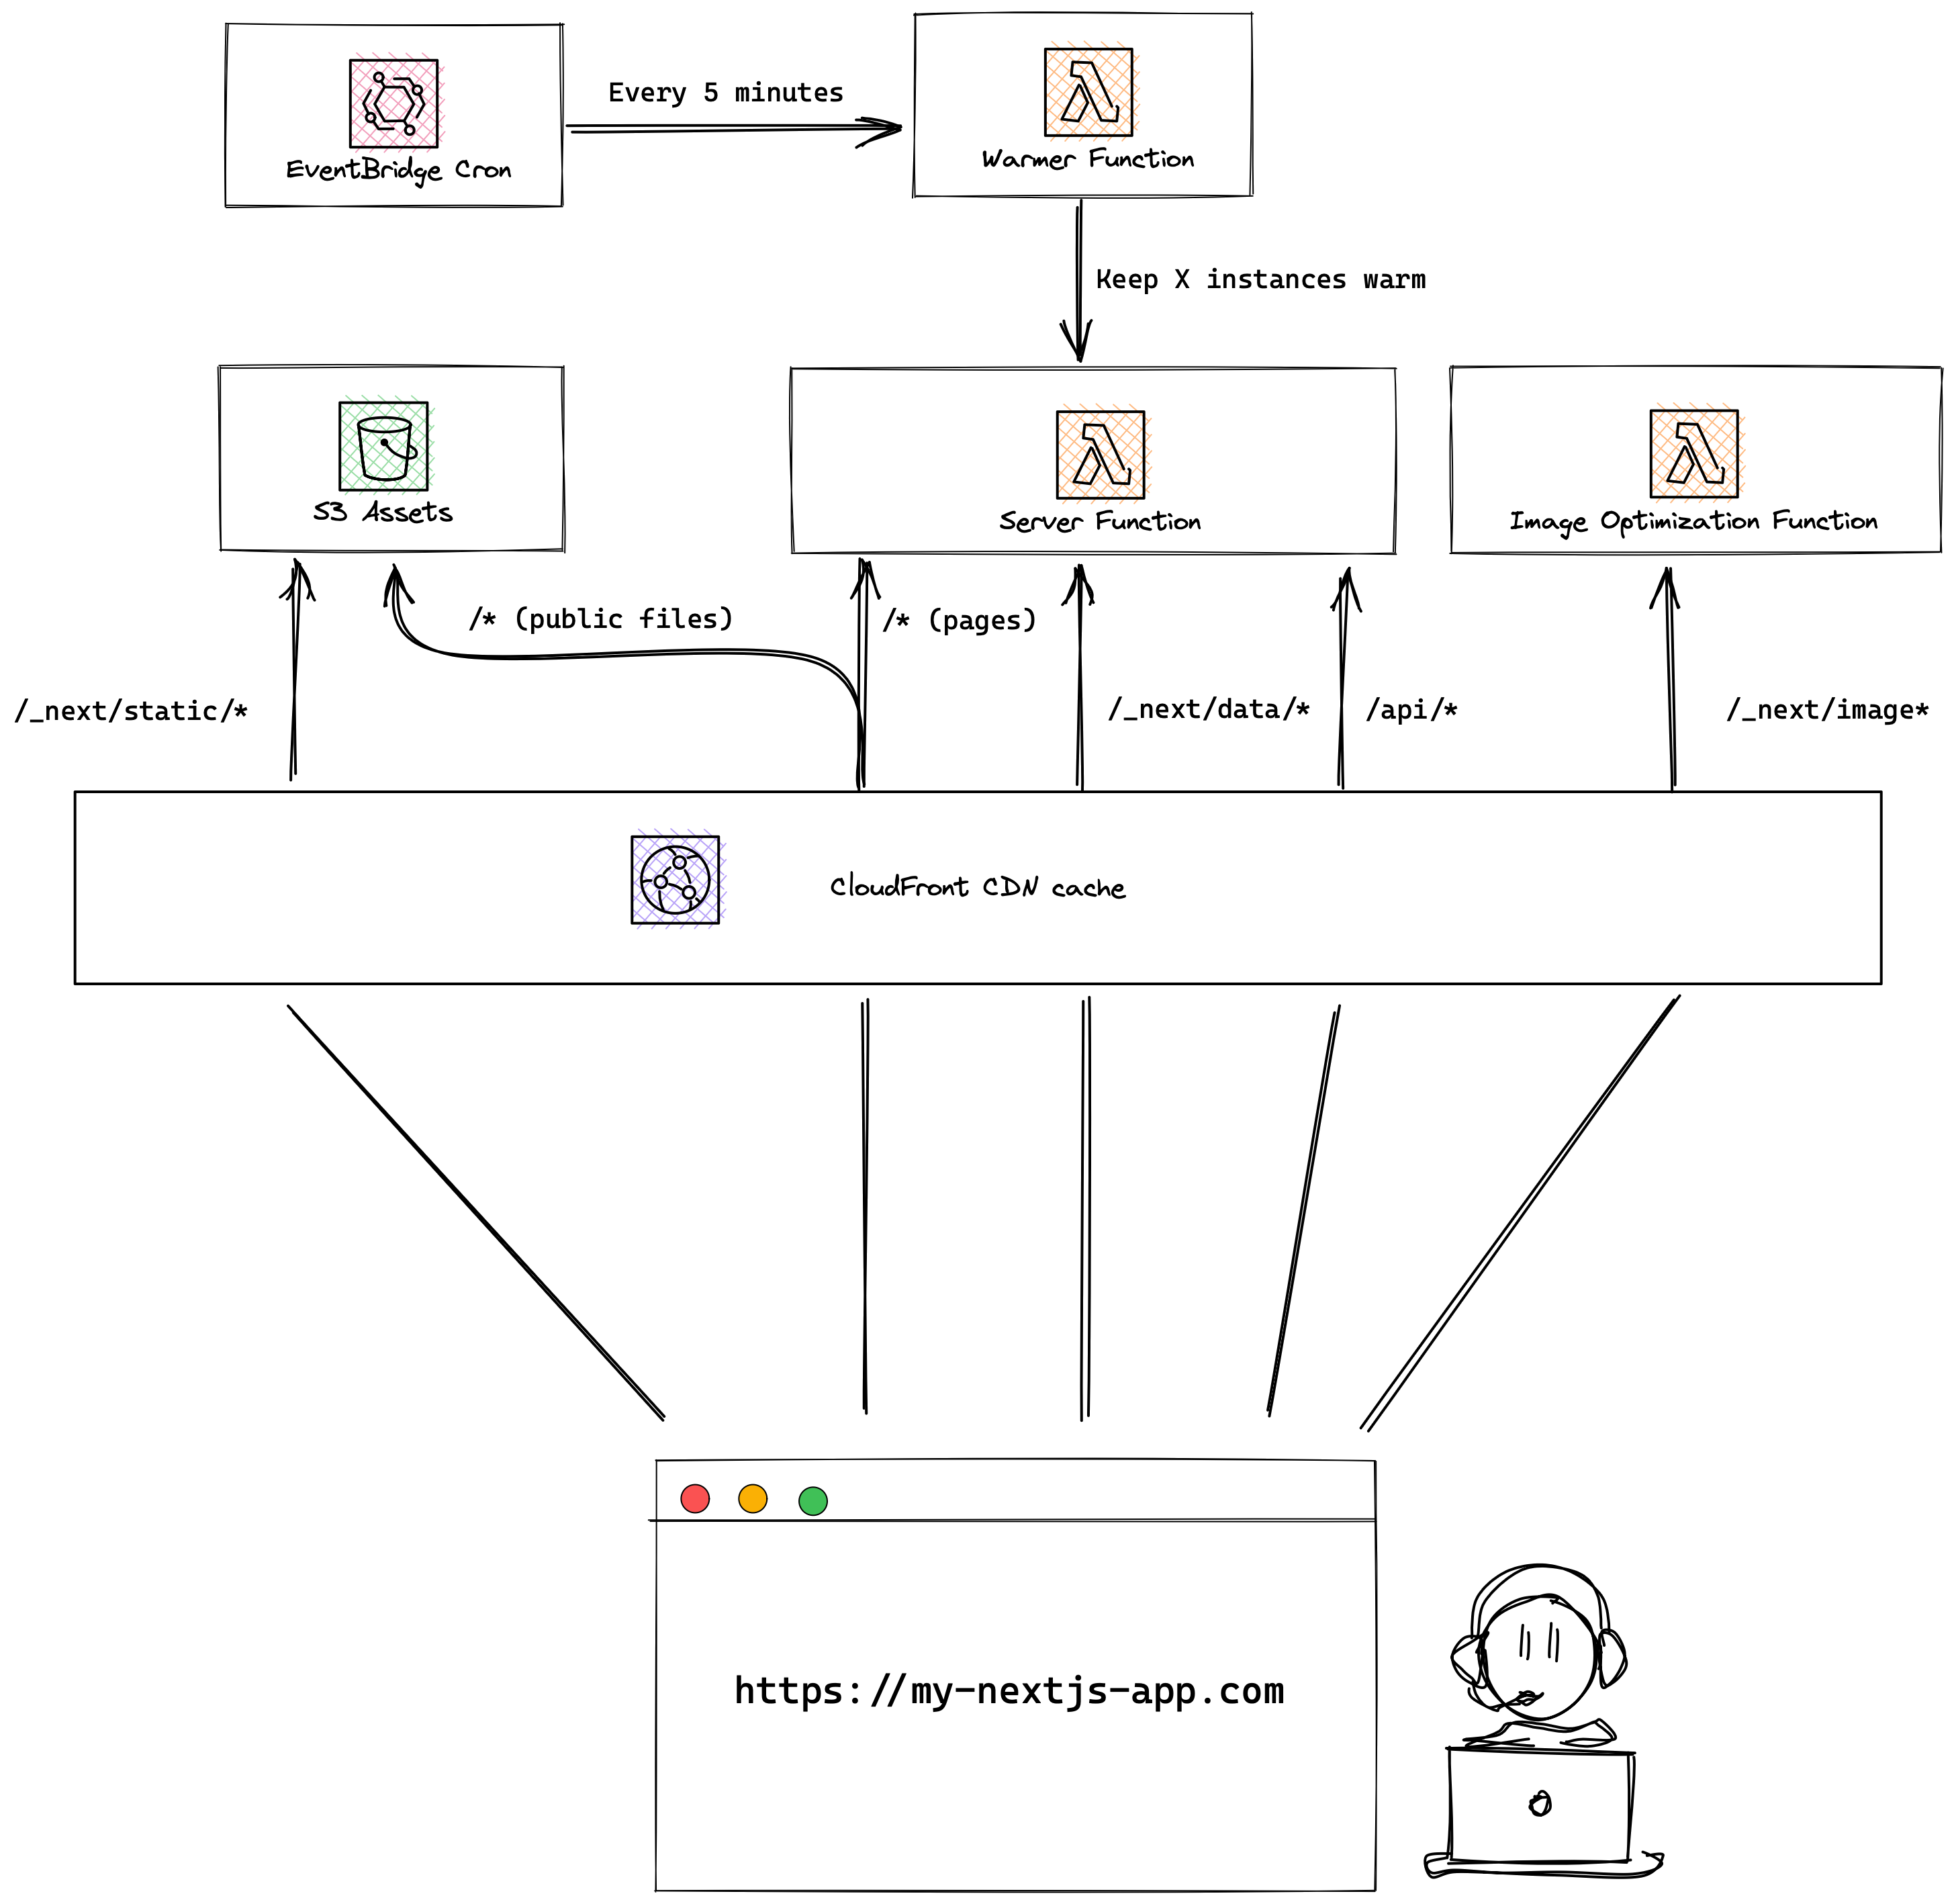 Every 5 minutes
EventBridge Cron
Warmer Function
Keep X instances warm
S3 Assets
Server Function
Image Optimization Function
/* (public files)
/* (pages)
/_next/static/*
/_next/data/*
/api/*
/_next/image*
CloudFront CDN cache
https://my-nextjs-app.com